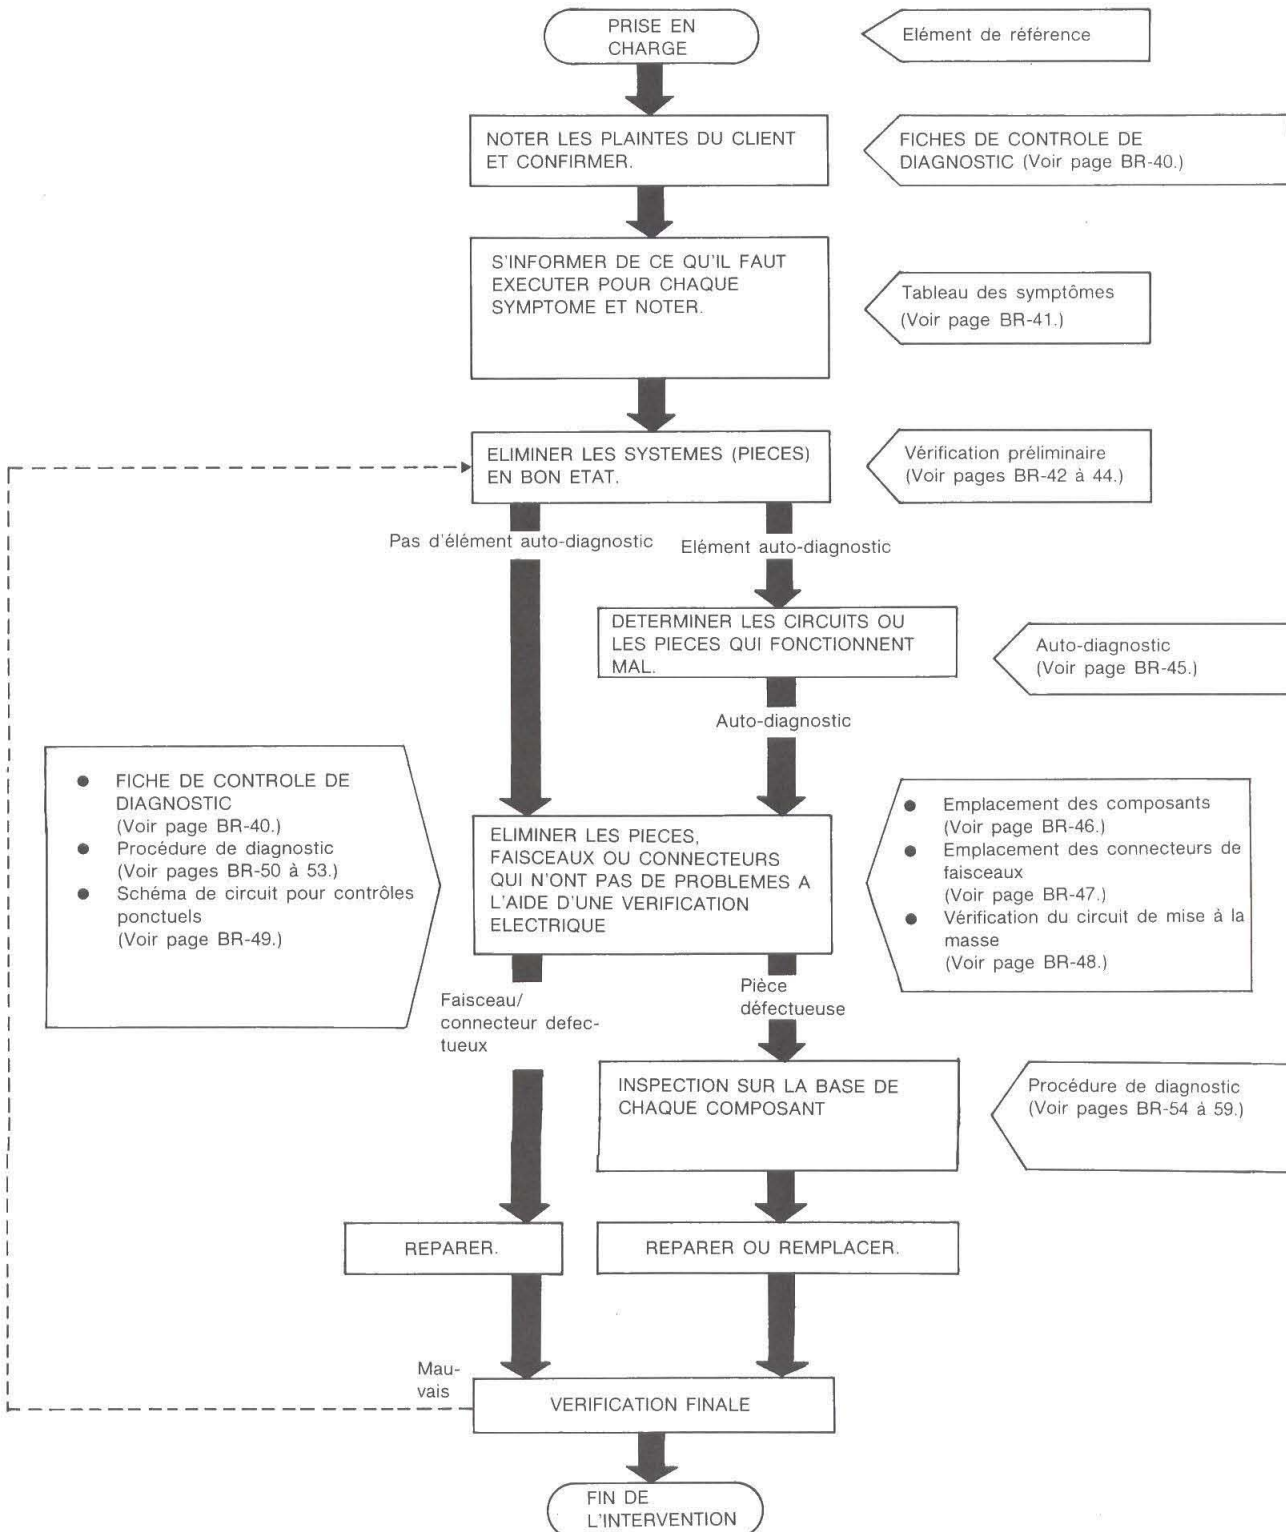 PRISE EN
CHARGE
Elément de référence
NOTER LES PLAINTES DU CLIENT
ET CONFIRMER.
FICHES DE CONTROLE DE
DIAGNOSTIC (Voir page BR-40.)
S'INFORMER DE CE QU'IL FAUT
EXECUTER POUR CHAQUE
SYMPTOME ET NOTER.
Tableau des symptômes
(Voir page BR-41.)
ELIMINER LES SYSTEMES (PIECES)
EN BON ETAT.
Vérification préliminaire
(Voir pages BR-42 à 44.)
Pas d'élément auto-diagnostic
Elément auto-diagnostic
DETERMINER LES CIRCUITS OU
LES PIECES QUI FONCTIONNENT
MAL.
Auto-diagnostic
(Voir page BR-45.)
Auto-diagnostic
● FICHE DE CONTROLE DE
DIAGNOSTIC
(Voir page BR-40.)
● Procédure de diagnostic
(Voir pages BR-50 à 53.)
● Schéma de circuit pour contrôles
ponctuels
(Voir page BR-49.)
ELIMINER LES PIECES,
FAISCEAUX OU CONNECTEURS
QUI N'ONT PAS DE PROBLEMES A
L'AIDE D'UNE VERIFICATION
ELECTRIQUE
● Emplacement des composants
(Voir page BR-46.)
● Emplacement des connecteurs de
faisceaux
(Voir page BR-47.)
● Vérification du circuit de mise à la
masse
(Voir page BR-48.)
Faisceau/
connecteur defec-
tueux
Pièce
défectueuse
INSPECTION SUR LA BASE DE
CHAQUE COMPOSANT
Procédure de diagnostic
(Voir pages BR-54 à 59.)
REPARER.
REPARER OU REMPLACER.
Mau-
vais
VERIFICATION FINALE
FIN DE
L'INTERVENTION